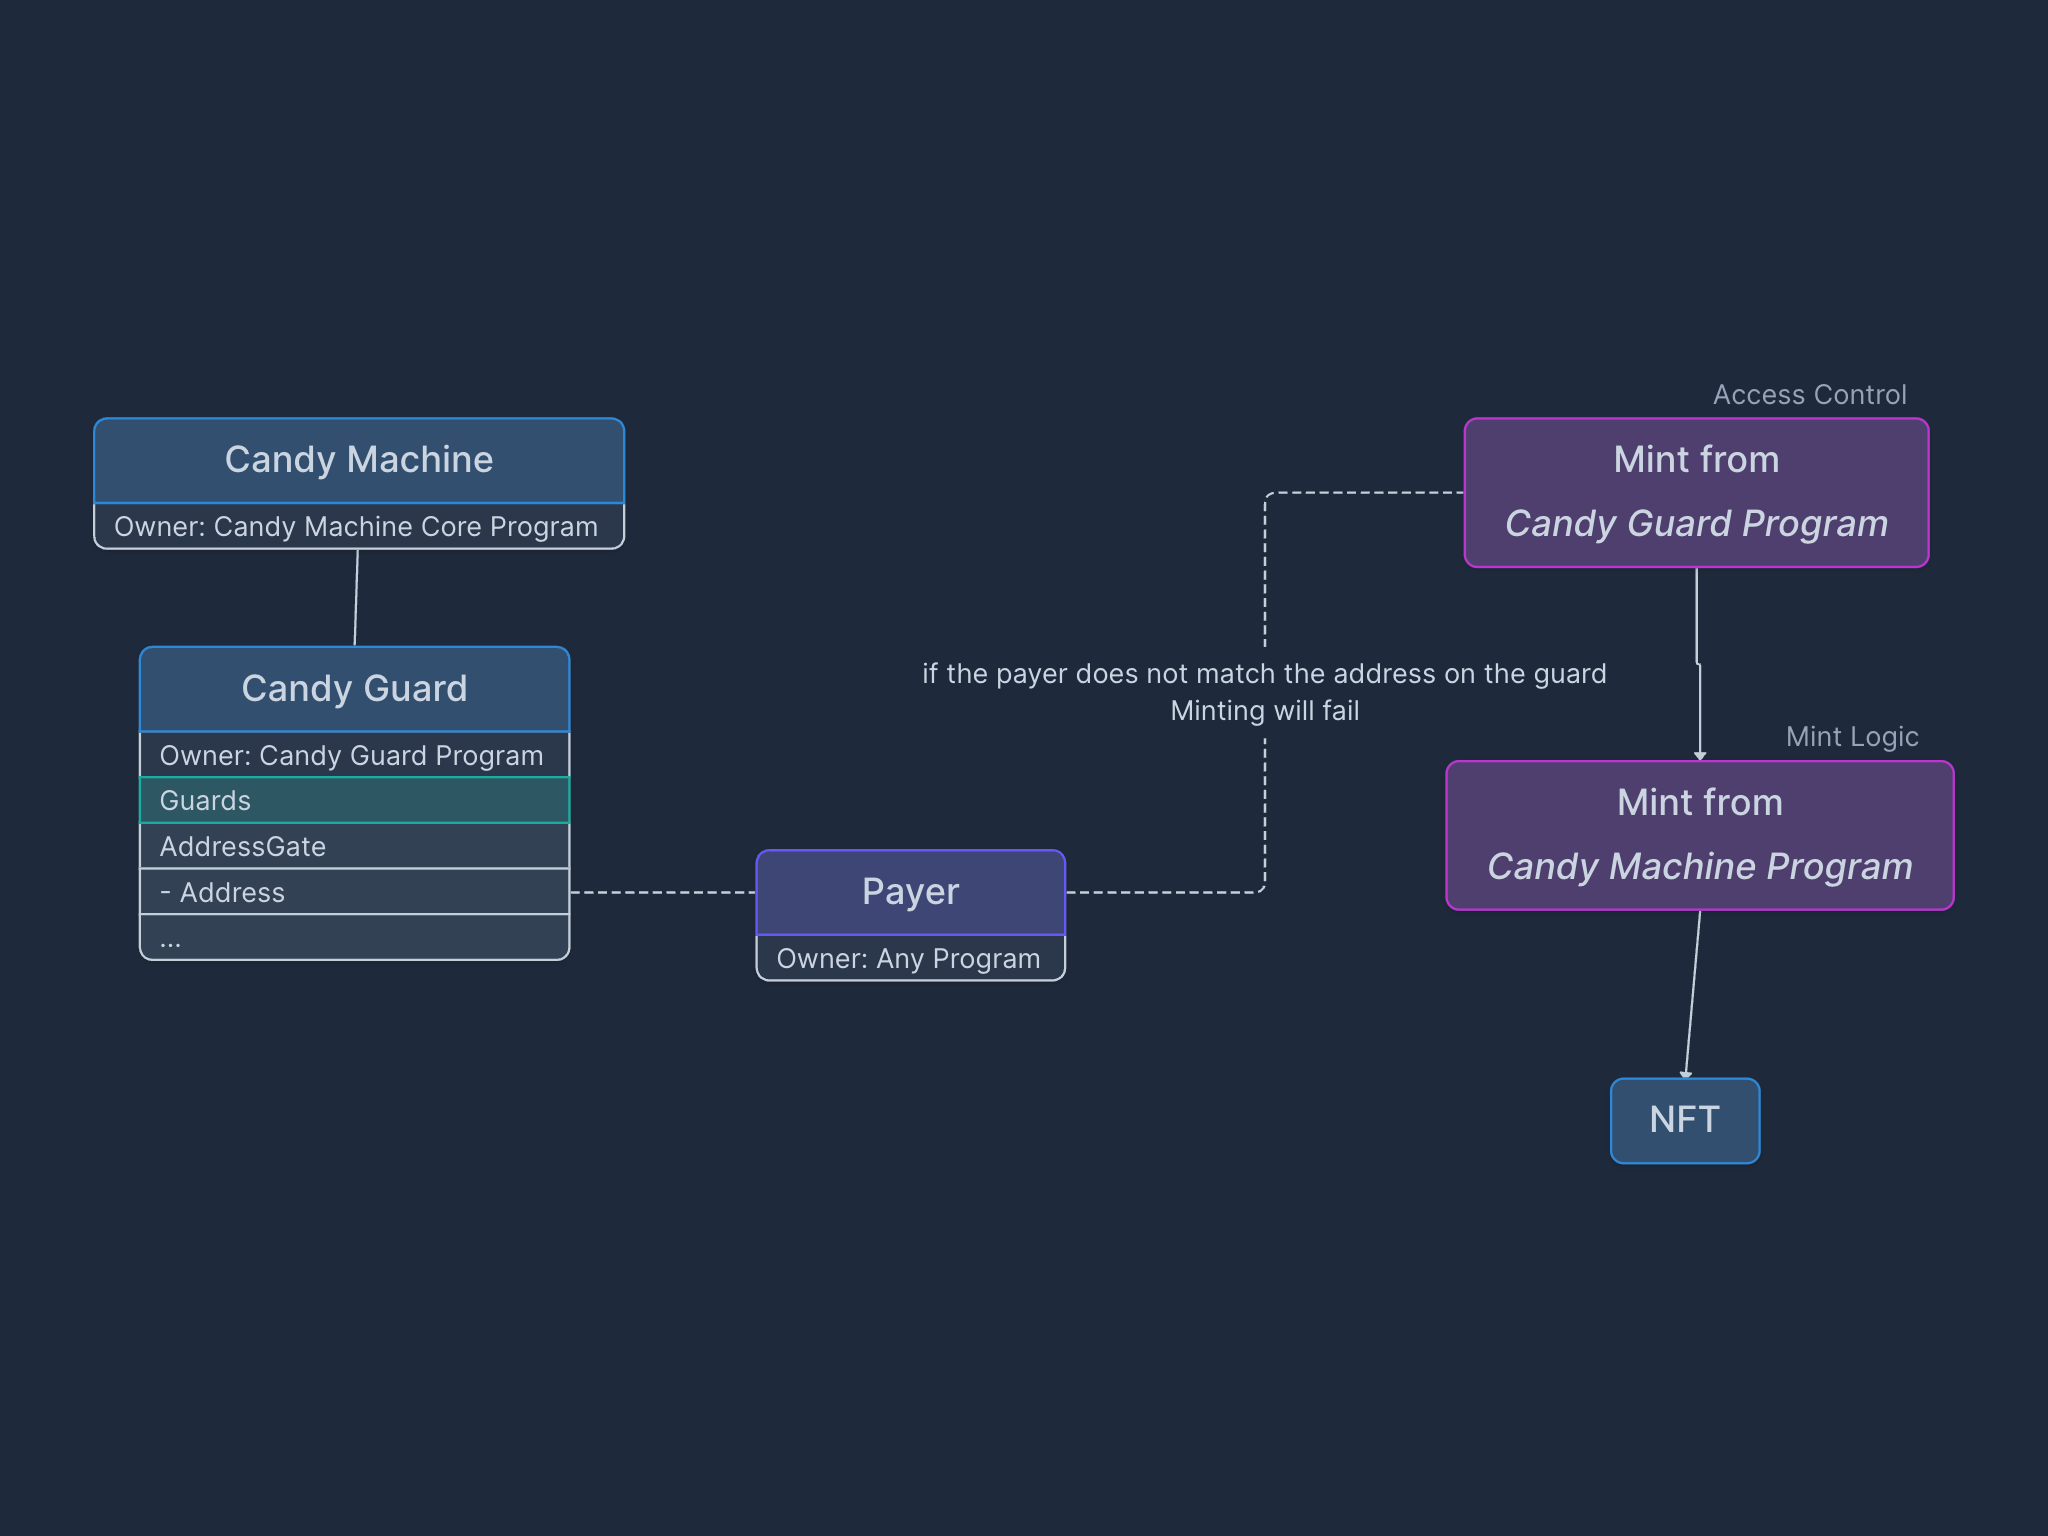 Candy Machine
Owner: Candy Machine Core Program
Candy Guard
Owner: Candy Guard Program
Guards
AddressGate
- Address
...
Payer
Owner: Any Program
if the payer does not match the address on the guard
Minting will fail
Access Control
Mint from
Candy Guard Program
Mint Logic
Mint from
Candy Machine Program
NFT